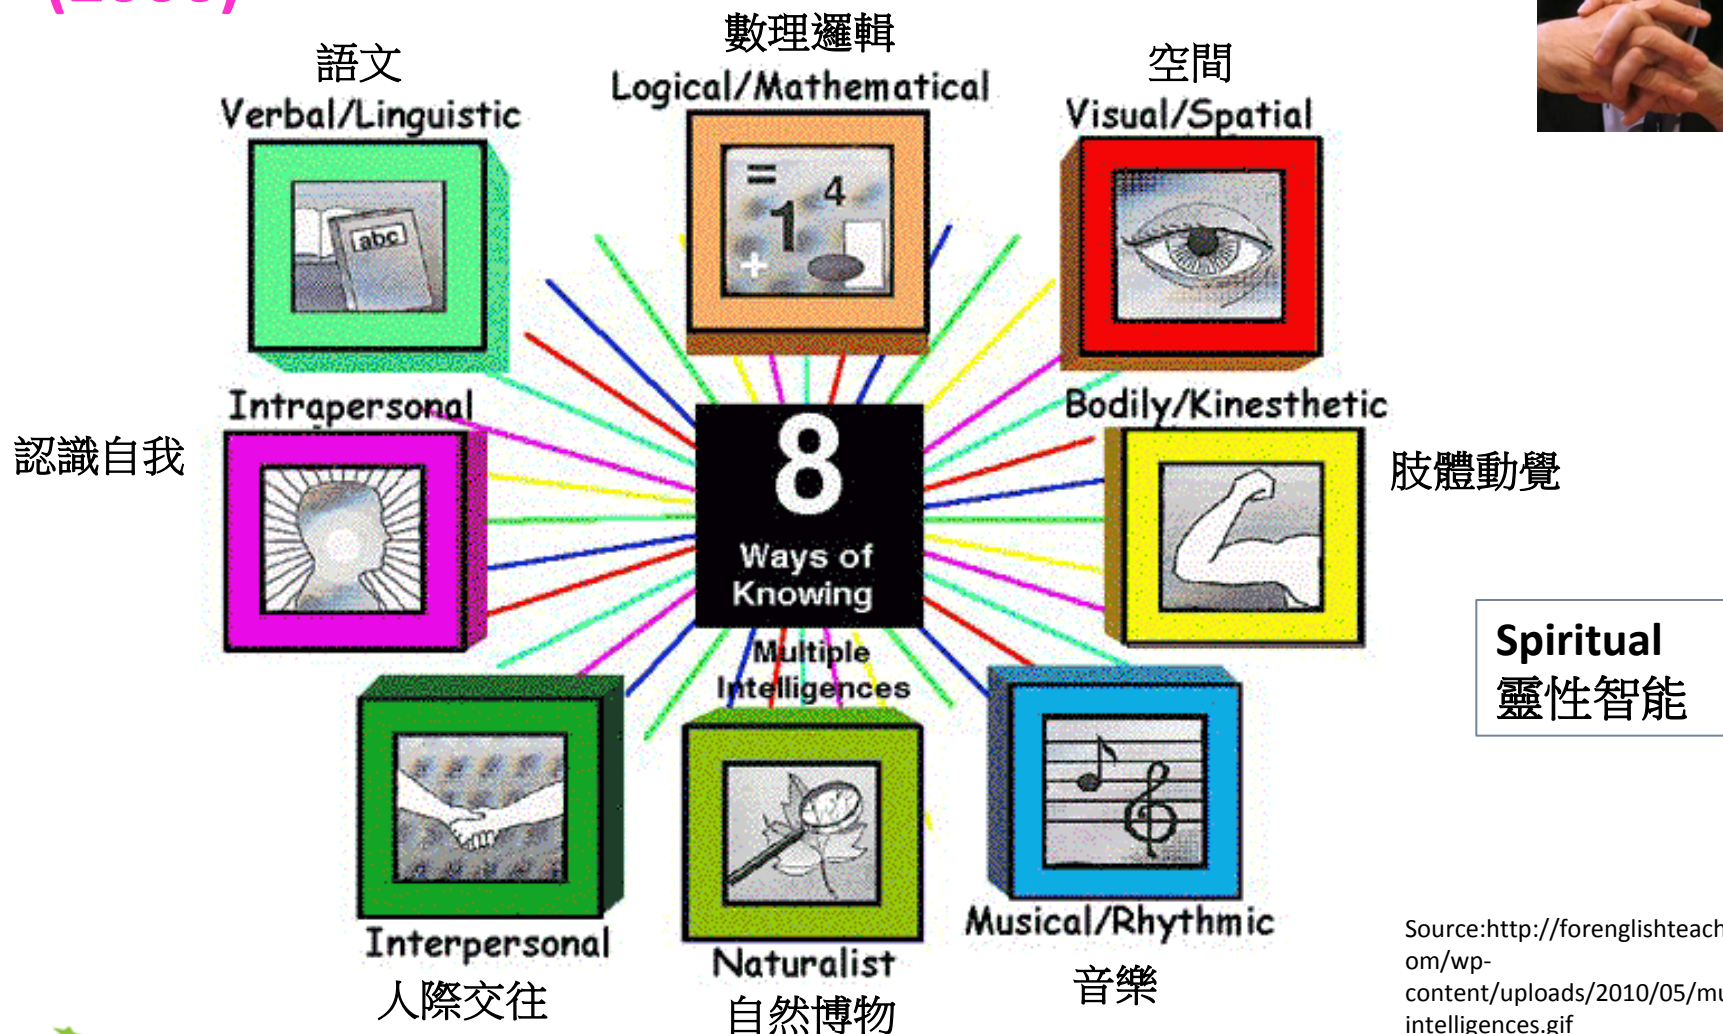 數理邏輯
Logical/Mathematical
語文
Verbal/Linguistic
空間
Visual/Spatial
abc
= 4
1
+
Intrapersonal
認識自我
Bodily/Kinesthetic
肢體動覺
8
Ways of
Knowing
Multiple
Intelligences
Spiritual
靈性智能
Interpersonal
人際交往
Naturalist
自然博物
Musical/Rhythmic
音樂
Source:http://forenglishteach
om/wp-
content/uploads/2010/05/mu
intelligences.gif